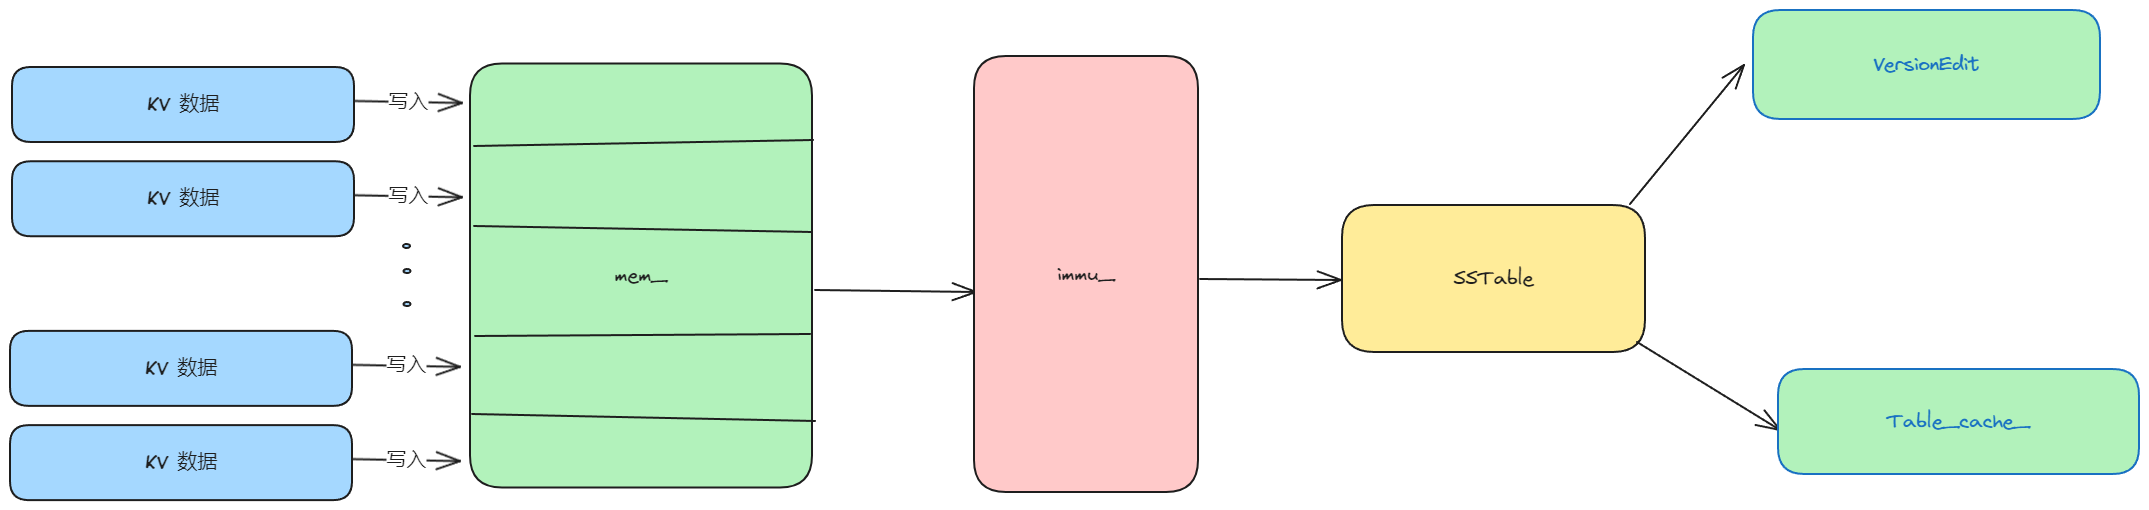 KV 数据
写入
KV 数据
写入
KV 数据
写入
KV 数据
写入
mem_
immu_
SSTable
VersionEdit
Table_cache_